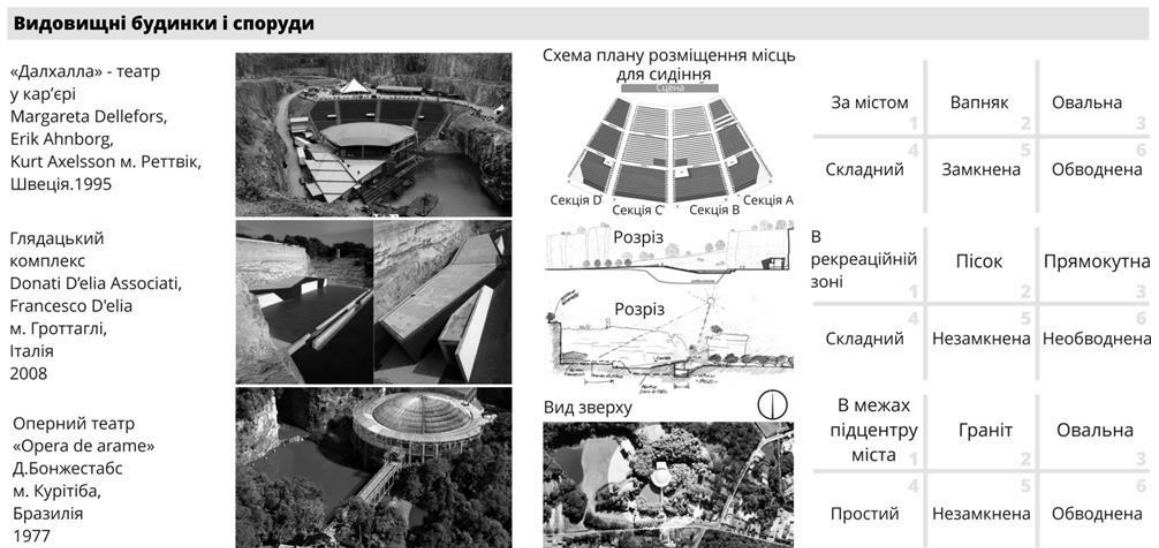 Видовищні будинки і споруди
«Далхалла» - театр
у кар’єрі
Margareta Dellefors,
Erik Ahnborg,
Kurt Axelsson м. Реттвік,
Швеція.1995
Схема плану розміщення місць
для сидіння
Сцена
Секція D
Секція C
Секція B
Секція A
За містом
1
Вапняк
2
Овальна
3
4
Складний
5
Замкнена
6
Обводнена
Глядацький
комплекс
Donati D’elia Associati,
Francesco D'elia
м. Гроттаглі,
Італія
2008
Розріз
Розріз
В
рекреаційній
зоні
1
Пісок
2
Прямокутна
3
4
Складний
5
Незамкнена
6
Необводнена
Оперний театр
«Opera de arame»
Д.Бонжестабс
м. Курітіба,
Бразилія
1977
Вид зверху
В межах
підцентру
міста
1
Граніт
2
Овальна
3
4
Простий
5
Незамкнена
6
Обводнена